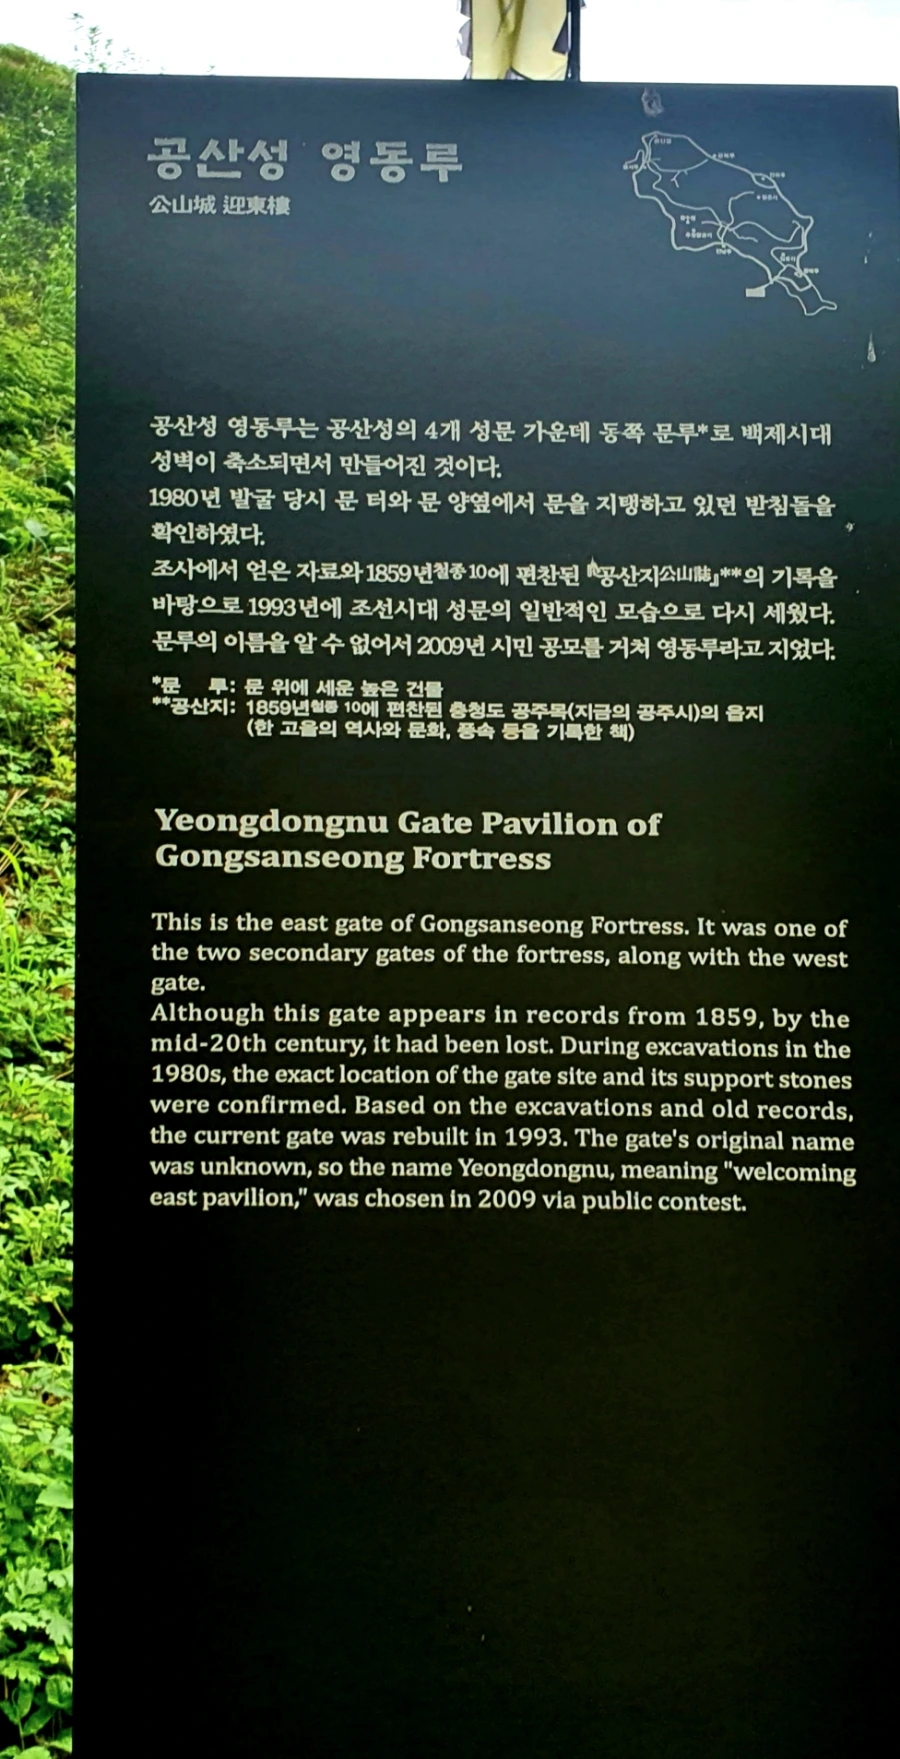 공산성 영동루
公山城 迎東樓
공산성 영동루는 공산성의 4개 성문 가운데 동쪽 문루*로 백제시대
성벽이 축소되면서 만들어진 것이다.
1980년 발굴 당시 문 터와 문 양옆에서 문을 지탱하고 있던 받침돌을
확인하였다.
조사에서 얻은 자료와 1859년철종 10에 편찬된 『공산지公山誌』**의 기록을
바탕으로 1993년에 조선시대 성문의 일반적인 모습으로 다시 세웠다.
문루의 이름을 알 수 없어서 2009년 시민 공모를 거쳐 영동루라고 지었다.
*문 루: 문 위에 세운 높은 건물
**공산지: 1859년철종 10에 편찬된 충청도 공주목(지금의 공주시)의 읍지
(한 고을의 역사와 문화, 풍속 등을 기록한 책)
Yeongdongnu Gate Pavilion of
Gongsanseong Fortress
This is the east gate of Gongsanseong Fortress. It was one of
the two secondary gates of the fortress, along with the west
gate.
Although this gate appears in records from 1859, by the
mid-20th century, it had been lost. During excavations in the
1980s, the exact location of the gate site and its support stones
were confirmed. Based on the excavations and old records,
the current gate was rebuilt in 1993. The gate's original name
was unknown, so the name Yeongdongnu, meaning "welcoming
east pavilion," was chosen in 2009 via public contest.